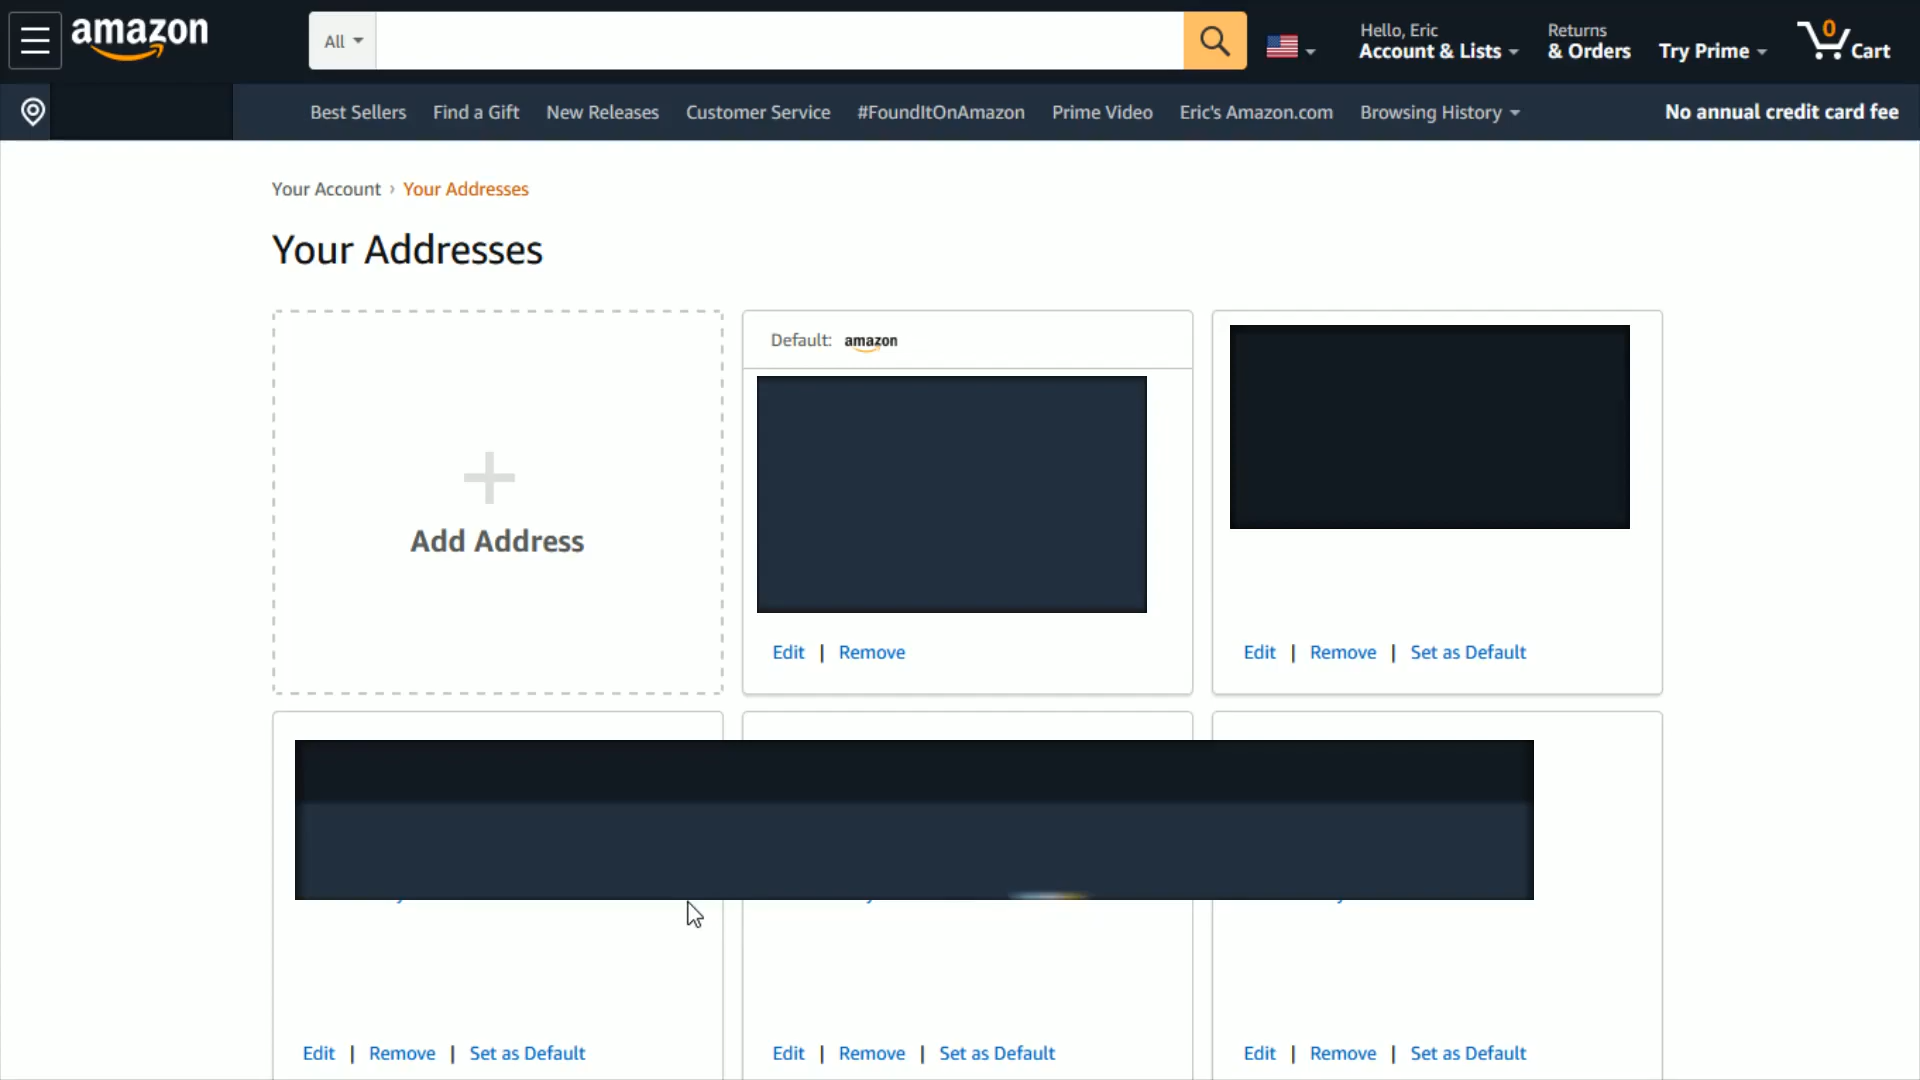 amazon
All
Hello, Eric
Account & Lists
Returns
& Orders
Try Prime
0
Cart
Best Sellers
Find a Gift
New Releases
Customer Service
#FoundItOnAmazon
Prime Video
Eric's Amazon.com
Browsing History
No annual credit card fee
Your Account › Your Addresses
Your Addresses
Add Address
Default: amazon
Edit | Remove
Edit | Remove | Set as Default
Edit | Remove | Set as Default
Edit | Remove | Set as Default
Edit | Remove | Set as Default